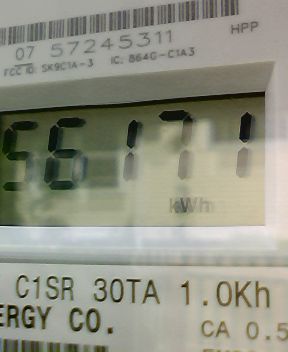 07 57245311
HPP
FCC ID: SK9C1A-3 IC: 864G-C1A3
56171
kWh
C1SR 30TA 1.0Kh
ERGY CO.
CA 0.5